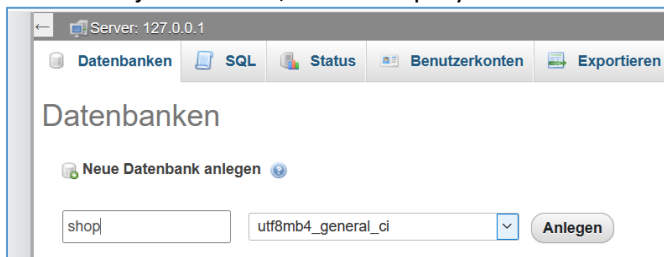 Server: 127.0.0.1
Datenbanken SQL Status Benutzerkonten Exportieren
Datenbanken
Neue Datenbank anlegen
shop utf8mb4_general_ci Anlegen